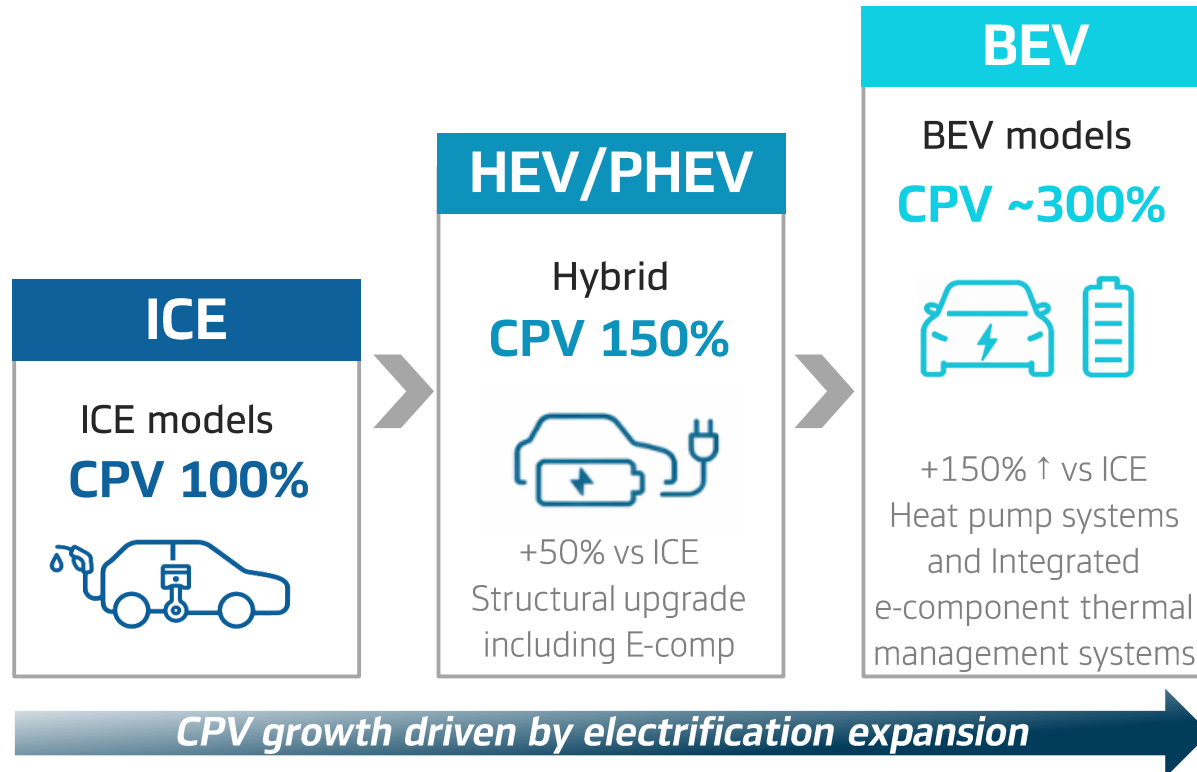 ICE
ICE models
CPV 100%
HEV/PHEV
Hybrid
CPV 150%
+50% vs ICE
Structural upgrade
including E-comp
BEV
BEV models
CPV ~300%
+150% ↑ vs ICE
Heat pump systems
and Integrated
e-component thermal
management systems
CPV growth driven by electrification expansion